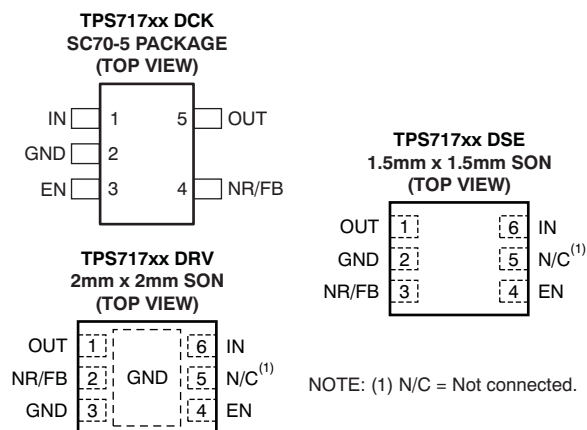 TPS717xx DCK
SC70-5 PACKAGE
(TOP VIEW)
IN 1 5 OUT
GND 2
EN 3 4 NR/FB
TPS717xx DSE
1.5mm x 1.5mm SON
(TOP VIEW)
OUT 1 6 IN
GND 2 5 N/C(1)
NR/FB 3 4 EN
TPS717xx DRV
2mm x 2mm SON
(TOP VIEW)
OUT 1 6 IN
NR/FB 2 GND 5 N/C(1)
GND 3 4 EN
NOTE: (1) N/C = Not connected.